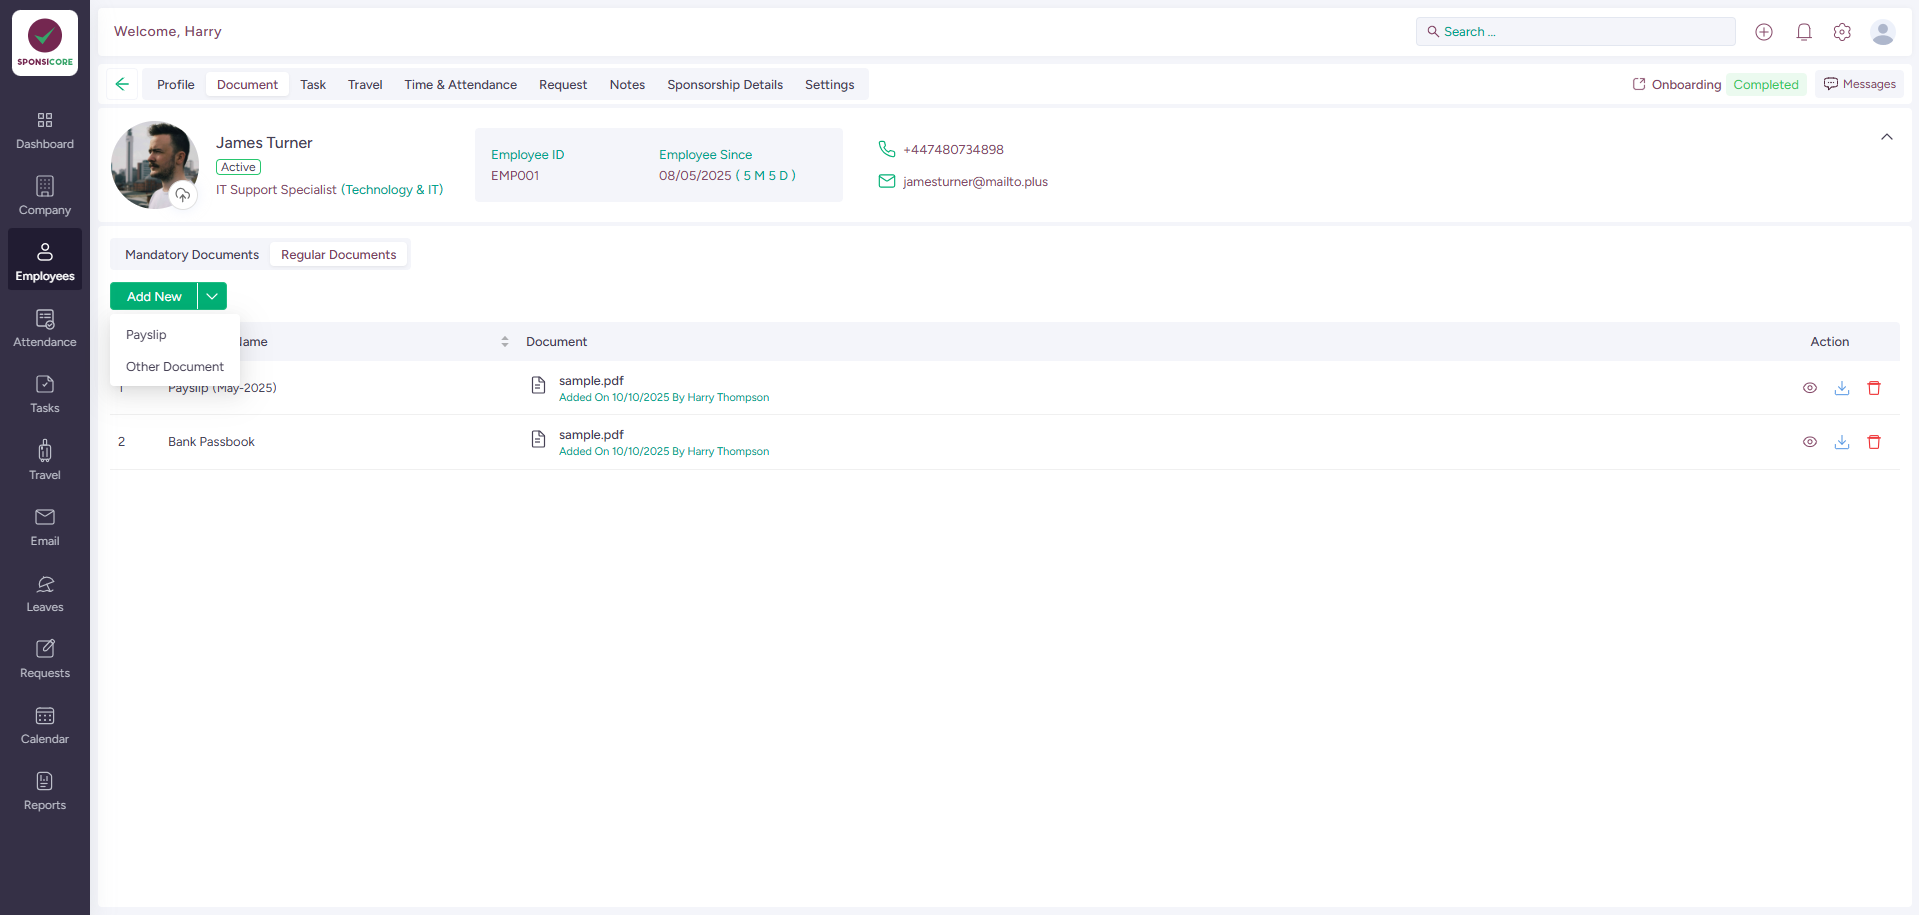 SPONSICORE
Welcome, Harry
Search ...
Profile
Document
Task
Travel
Time & Attendance
Request
Notes
Sponsorship Details
Settings
Onboarding
Completed
Messages
James Turner
Active
IT Support Specialist (Technology & IT)
Employee ID
EMP001
Employee Since
08/05/2025 ( 5 M 5 D )
+447480734898
jamesturner@mailto.plus
Dashboard
Company
Employees
Attendance
Tasks
Travel
Email
Leaves
Requests
Calendar
Reports
Mandatory Documents
Regular Documents
Add New
Payslip
Other Document
Document
Action
1
Payslip (May-2025)
sample.pdf
Added On 10/10/2025 By Harry Thompson
2
Bank Passbook
sample.pdf
Added On 10/10/2025 By Harry Thompson